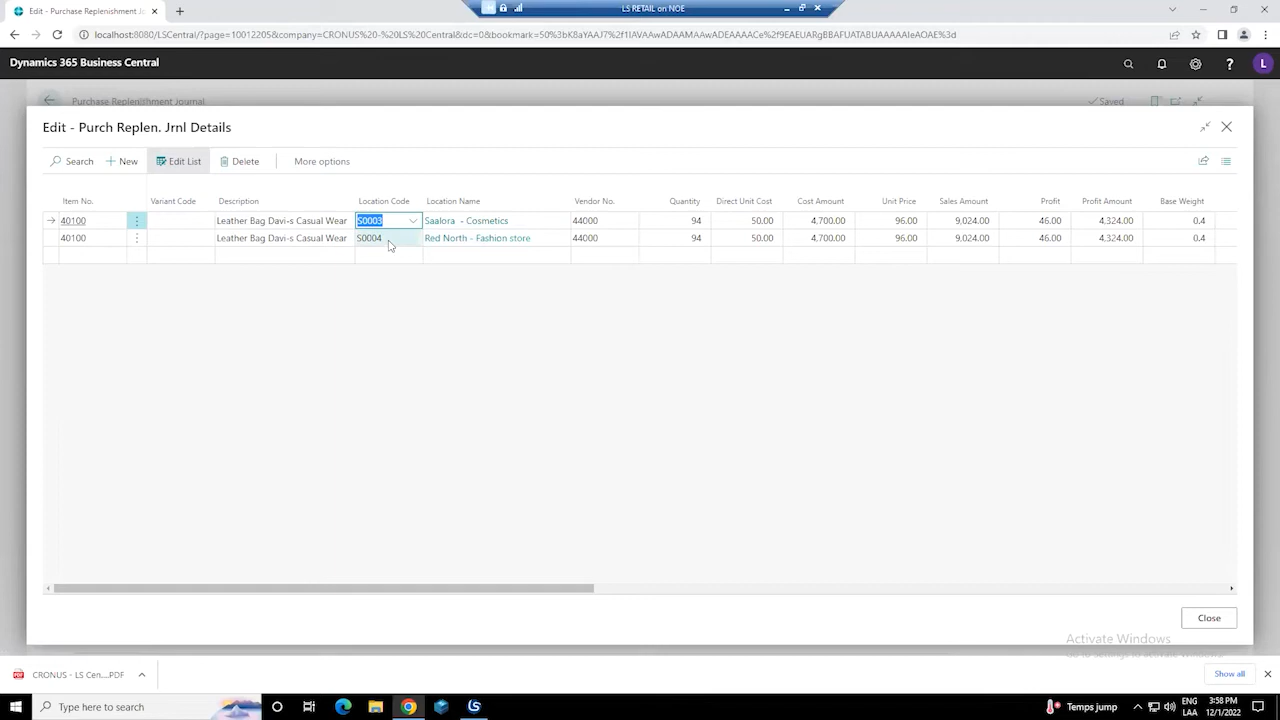 Edit - Purchase Replenishment Jo
LS RETAIL on NOE
localhost:8080/LSCentral/?page=10012205&company=CRONUS%20-%20LS%20Central&dc=0&bookmark=50%3bK8aYAAJ7%2f1IAVAAwADAAMAAwADEAAAACe%2f9EAEUARgBBAFUATABUAAAAAIeAOAE%3d
Dynamics 365 Business Central
? L
Purchase Replenishment Journal
Saved
Edit - Purch Replen. Jrnl Details
Search New Edit List Delete More options
Item No. Variant Code Description Location Code Location Name Vendor No. Quantity Direct Unit Cost Cost Amount Unit Price Sales Amount Profit Profit Amount Base Weight
40100 Leather Bag Davi-s Casual Wear S0003 Saalora - Cosmetics 44000 94 50.00 4,700.00 96.00 9,024.00 46.00 4,324.00 0.4
40100 Leather Bag Davi-s Casual Wear S0004 Red North - Fashion store 44000 94 50.00 4,700.00 96.00 9,024.00 46.00 4,324.00 0.4
Close
Activate Windows
Go to Settings to activate Windows.
CRONUS - LS Cen....PDF
Show all
Type here to search
Temps jump
ENG
LAA
3:58 PM
12/1/2022